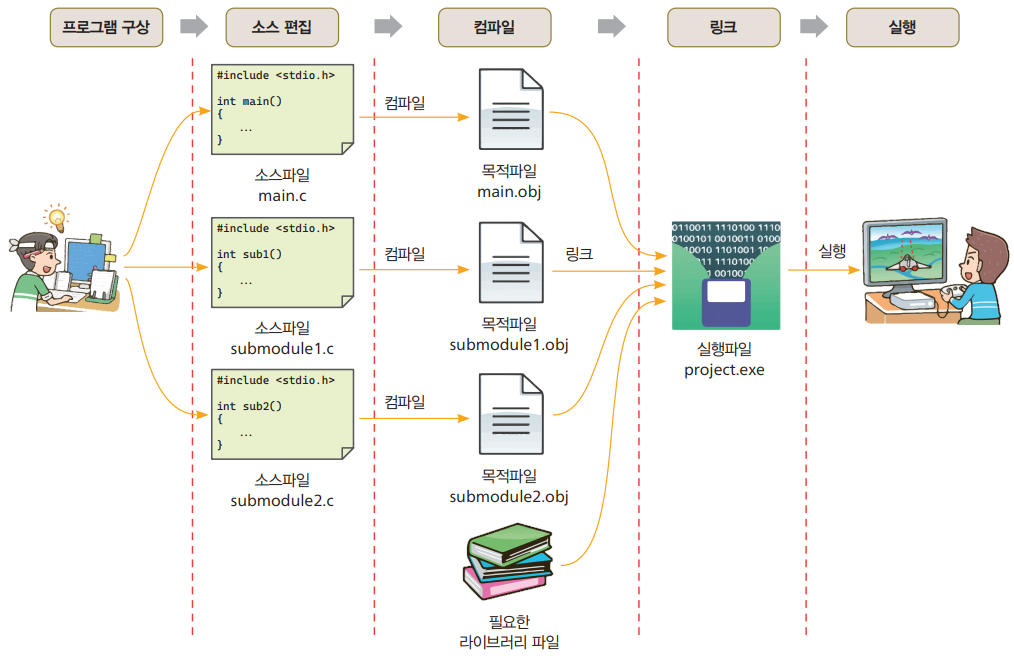 프로그램 구상
소스 편집
컴파일
링크
실행
#include <stdio.h>
int main()
{
...
}
소스파일
main.c
컴파일
목적파일
main.obj
#include <stdio.h>
int sub1()
{
...
}
소스파일
submodule1.c
컴파일
목적파일
submodule1.obj
링크
#include <stdio.h>
int sub2()
{
...
}
소스파일
submodule2.c
컴파일
목적파일
submodule2.obj
필요한
라이브러리 파일
실행파일
project.exe
실행